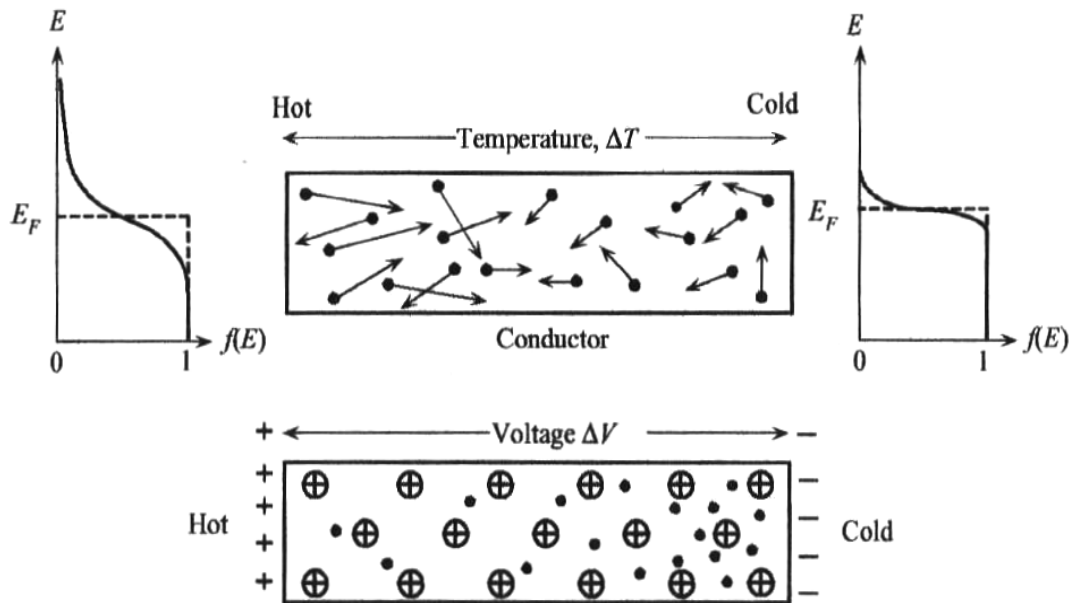 E
E
Hot
Cold
Temperature, ΔT
E_F
E_F
0
1
f(E)
Conductor
0
1
f(E)
+
Voltage ΔV
−
+
+
+
+
−
−
−
−
Hot
Cold
⊕ ⊕ ⊕ ⊕ ⊕ ⊕
⊕ ⊕ ⊕ ⊕ ⊕
⊕ ⊕ ⊕ ⊕ ⊕ ⊕